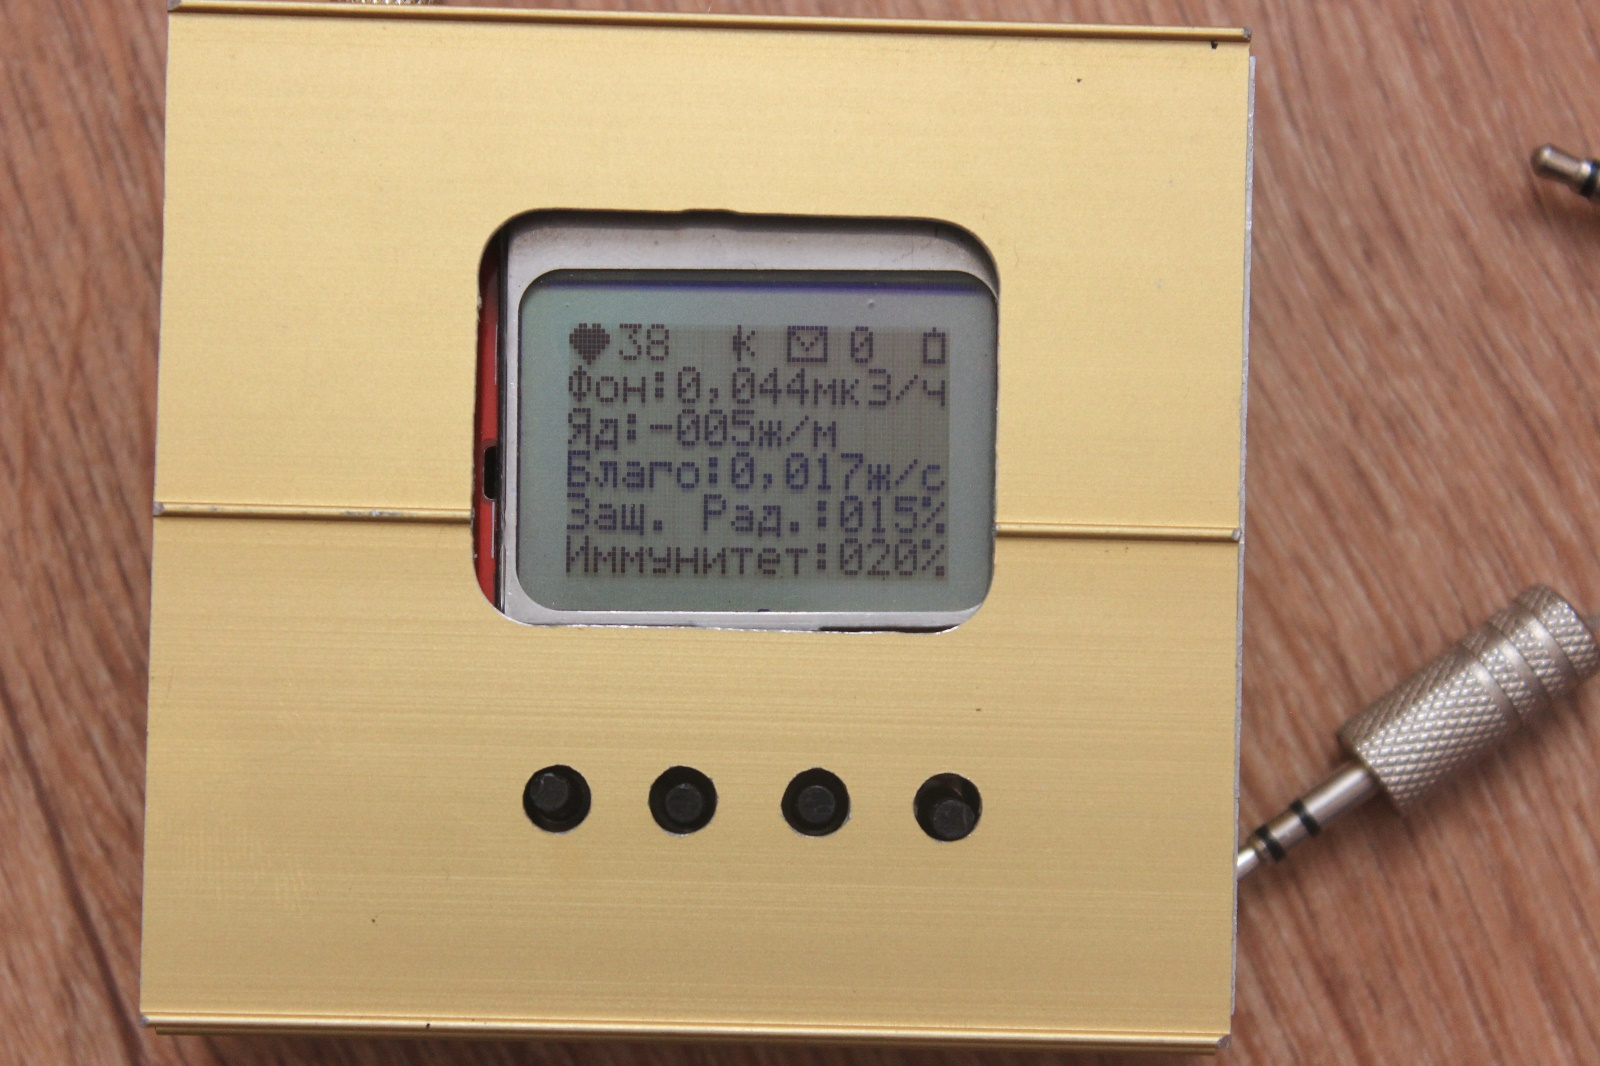 38 k 0
Фон:0,044мкЗ/ч
Яд:-005ж/м
Благо:0,017ж/с
Защ. Рад.:015%
Иммунитет:020%